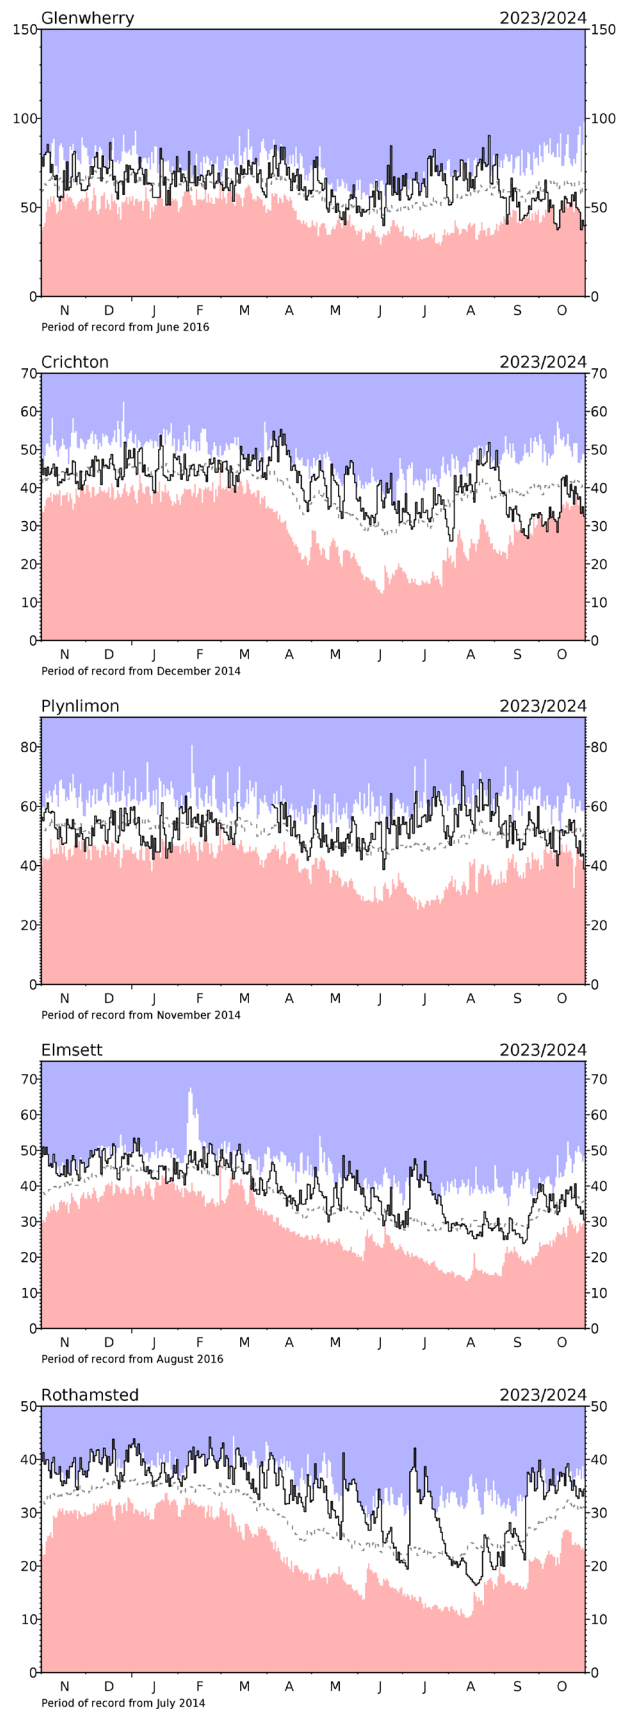 Glenwherry 2023/2024
150 150
100 100
50 50
0 0
N D J F M A M J J A S O
Period of record from June 2016
Crichton 2023/2024
70 70
60 60
50 50
40 40
30 30
20 20
10 10
0 0
N D J F M A M J J A S O
Period of record from December 2014
Plynlimon 2023/2024
80 80
60 60
40 40
20 20
0 0
N D J F M A M J J A S O
Period of record from November 2014
Elmsett 2023/2024
70 70
60 60
50 50
40 40
30 30
20 20
10 10
0 0
N D J F M A M J J A S O
Period of record from August 2016
Rothamsted 2023/2024
50 50
40 40
30 30
20 20
10 10
0 0
N D J F M A M J J A S O
Period of record from July 2014